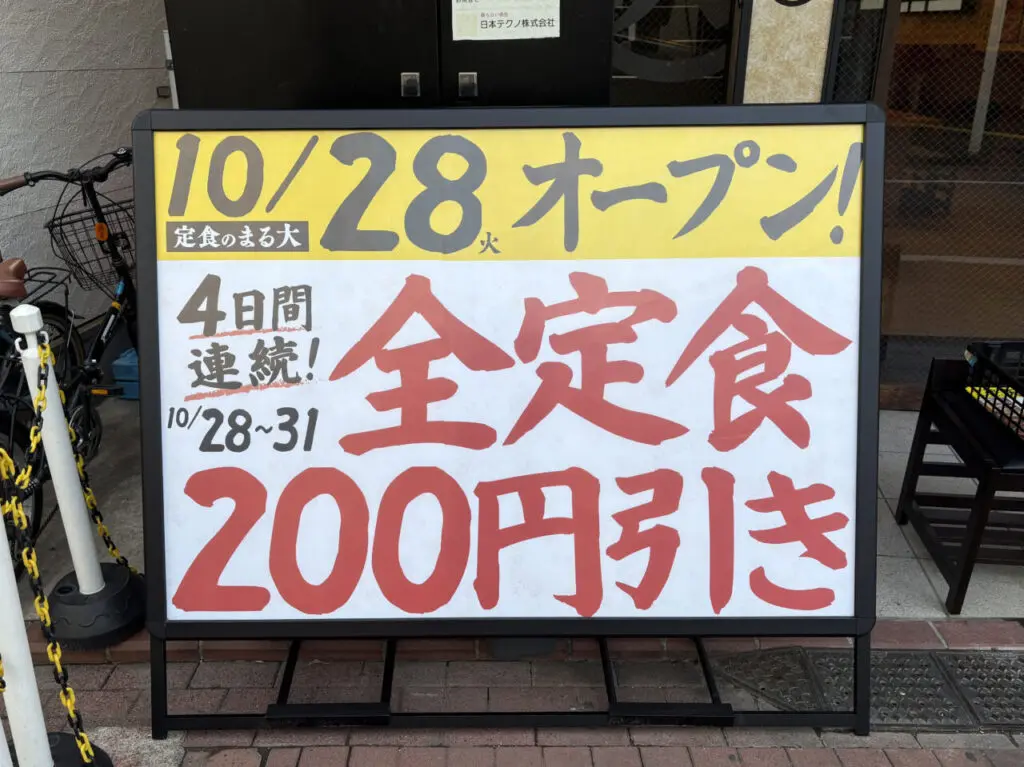 日本テクノ株式会社
10/28火オープン!
定食のまる大
4日間
連続!
10/28~31
全定食
200円引き